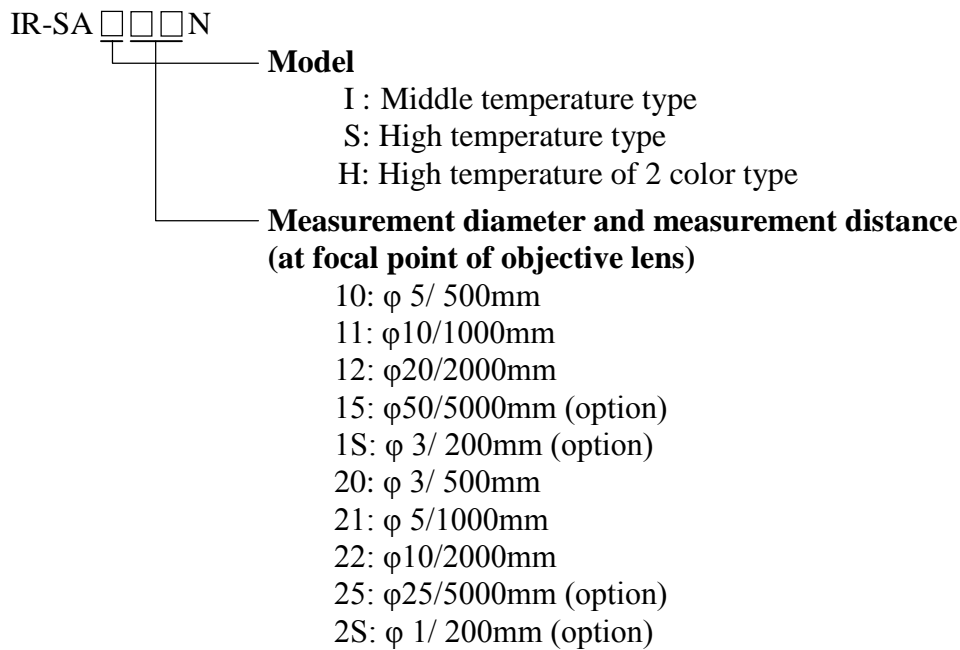 IR-SA □□□N
Model
I : Middle temperature type
S: High temperature type
H: High temperature of 2 color type
Measurement diameter and measurement distance
(at focal point of objective lens)
10: φ 5/ 500mm
11: φ10/1000mm
12: φ20/2000mm
15: φ50/5000mm (option)
1S: φ 3/ 200mm (option)
20: φ 3/ 500mm
21: φ 5/1000mm
22: φ10/2000mm
25: φ25/5000mm (option)
2S: φ 1/ 200mm (option)